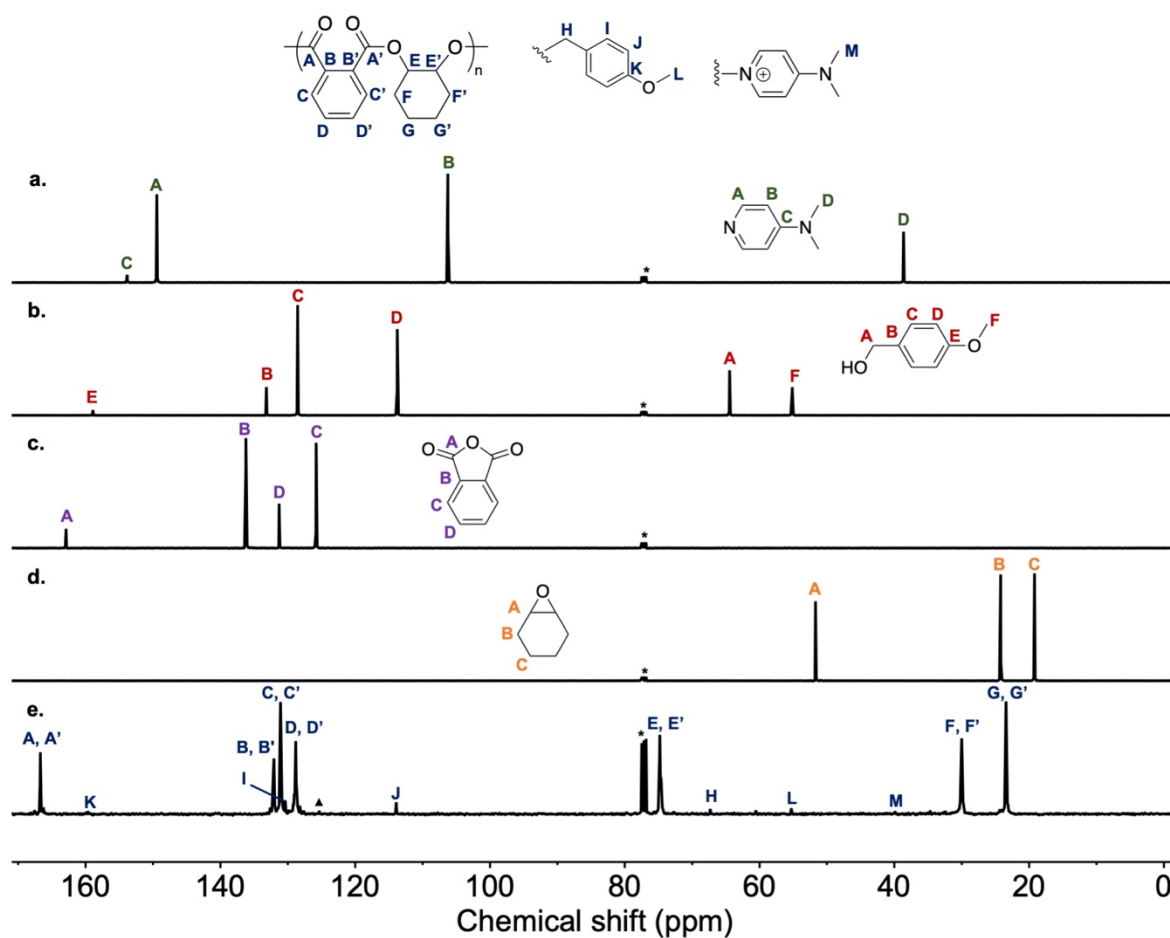 O O O H I J K L M
A B B' A' O E E' O n
C C' F F' O N + N
D D' G G'
a.
C A B * D
A B C D N N
b.
E B C D * A F
A B C D E F HO O
c.
A B D C *
A B C D O O O
d.
* A B C
A B C O
e.
A, A' K B, B' I C, C' D, D' ▲ J * E, E' H L M F, F' G, G'
160 140 120 100 80 60 40 20 0
Chemical shift (ppm)